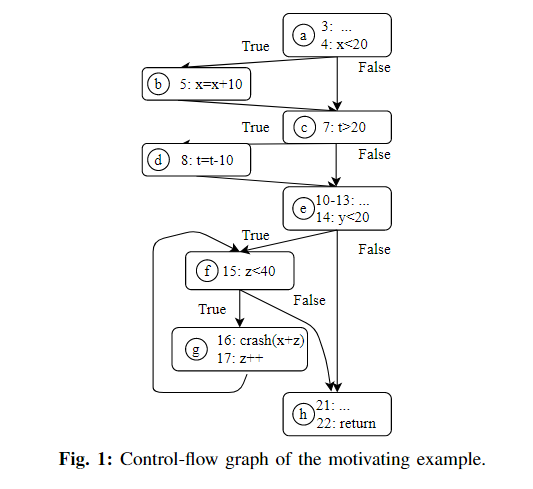 a
3: ...
4: x<20
True
False
b
5: x=x+10
True
c
7: t>20
False
d
8: t=t-10
e
10-13: ...
14: y<20
True
False
f
15: z<40
True
False
g
16: crash(x+z)
17: z++
h
21: ...
22: return
Fig. 1: Control-flow graph of the motivating example.